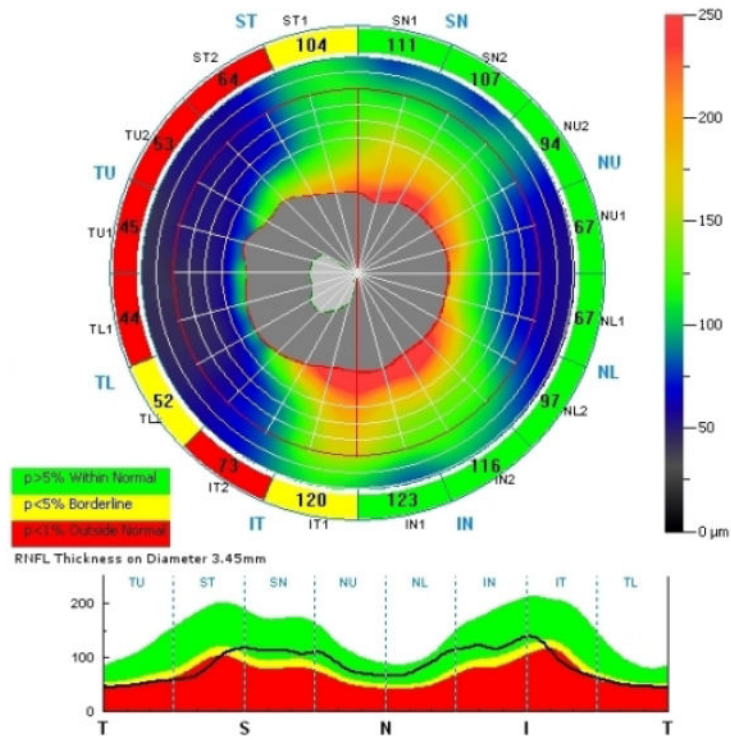 ST ST1 SN1 SN
104 111
ST2 64 107 SN2
250
TU2 53 94 NU2
TU NU
200
TU1 45 67 NU1
150
TL1 44 67 NL1
100
TL NL
52 97 NL2
50
73 116
IT2 120 123 IN2
IT IT1 IN1 IN
0 µm
p>5% Within Normal
p<5% Borderline
p<1% Outside Normal
RNFL Thickness on Diameter 3.45mm
TU ST SN NU NL IN IT TL
200
100
0
T S N I T